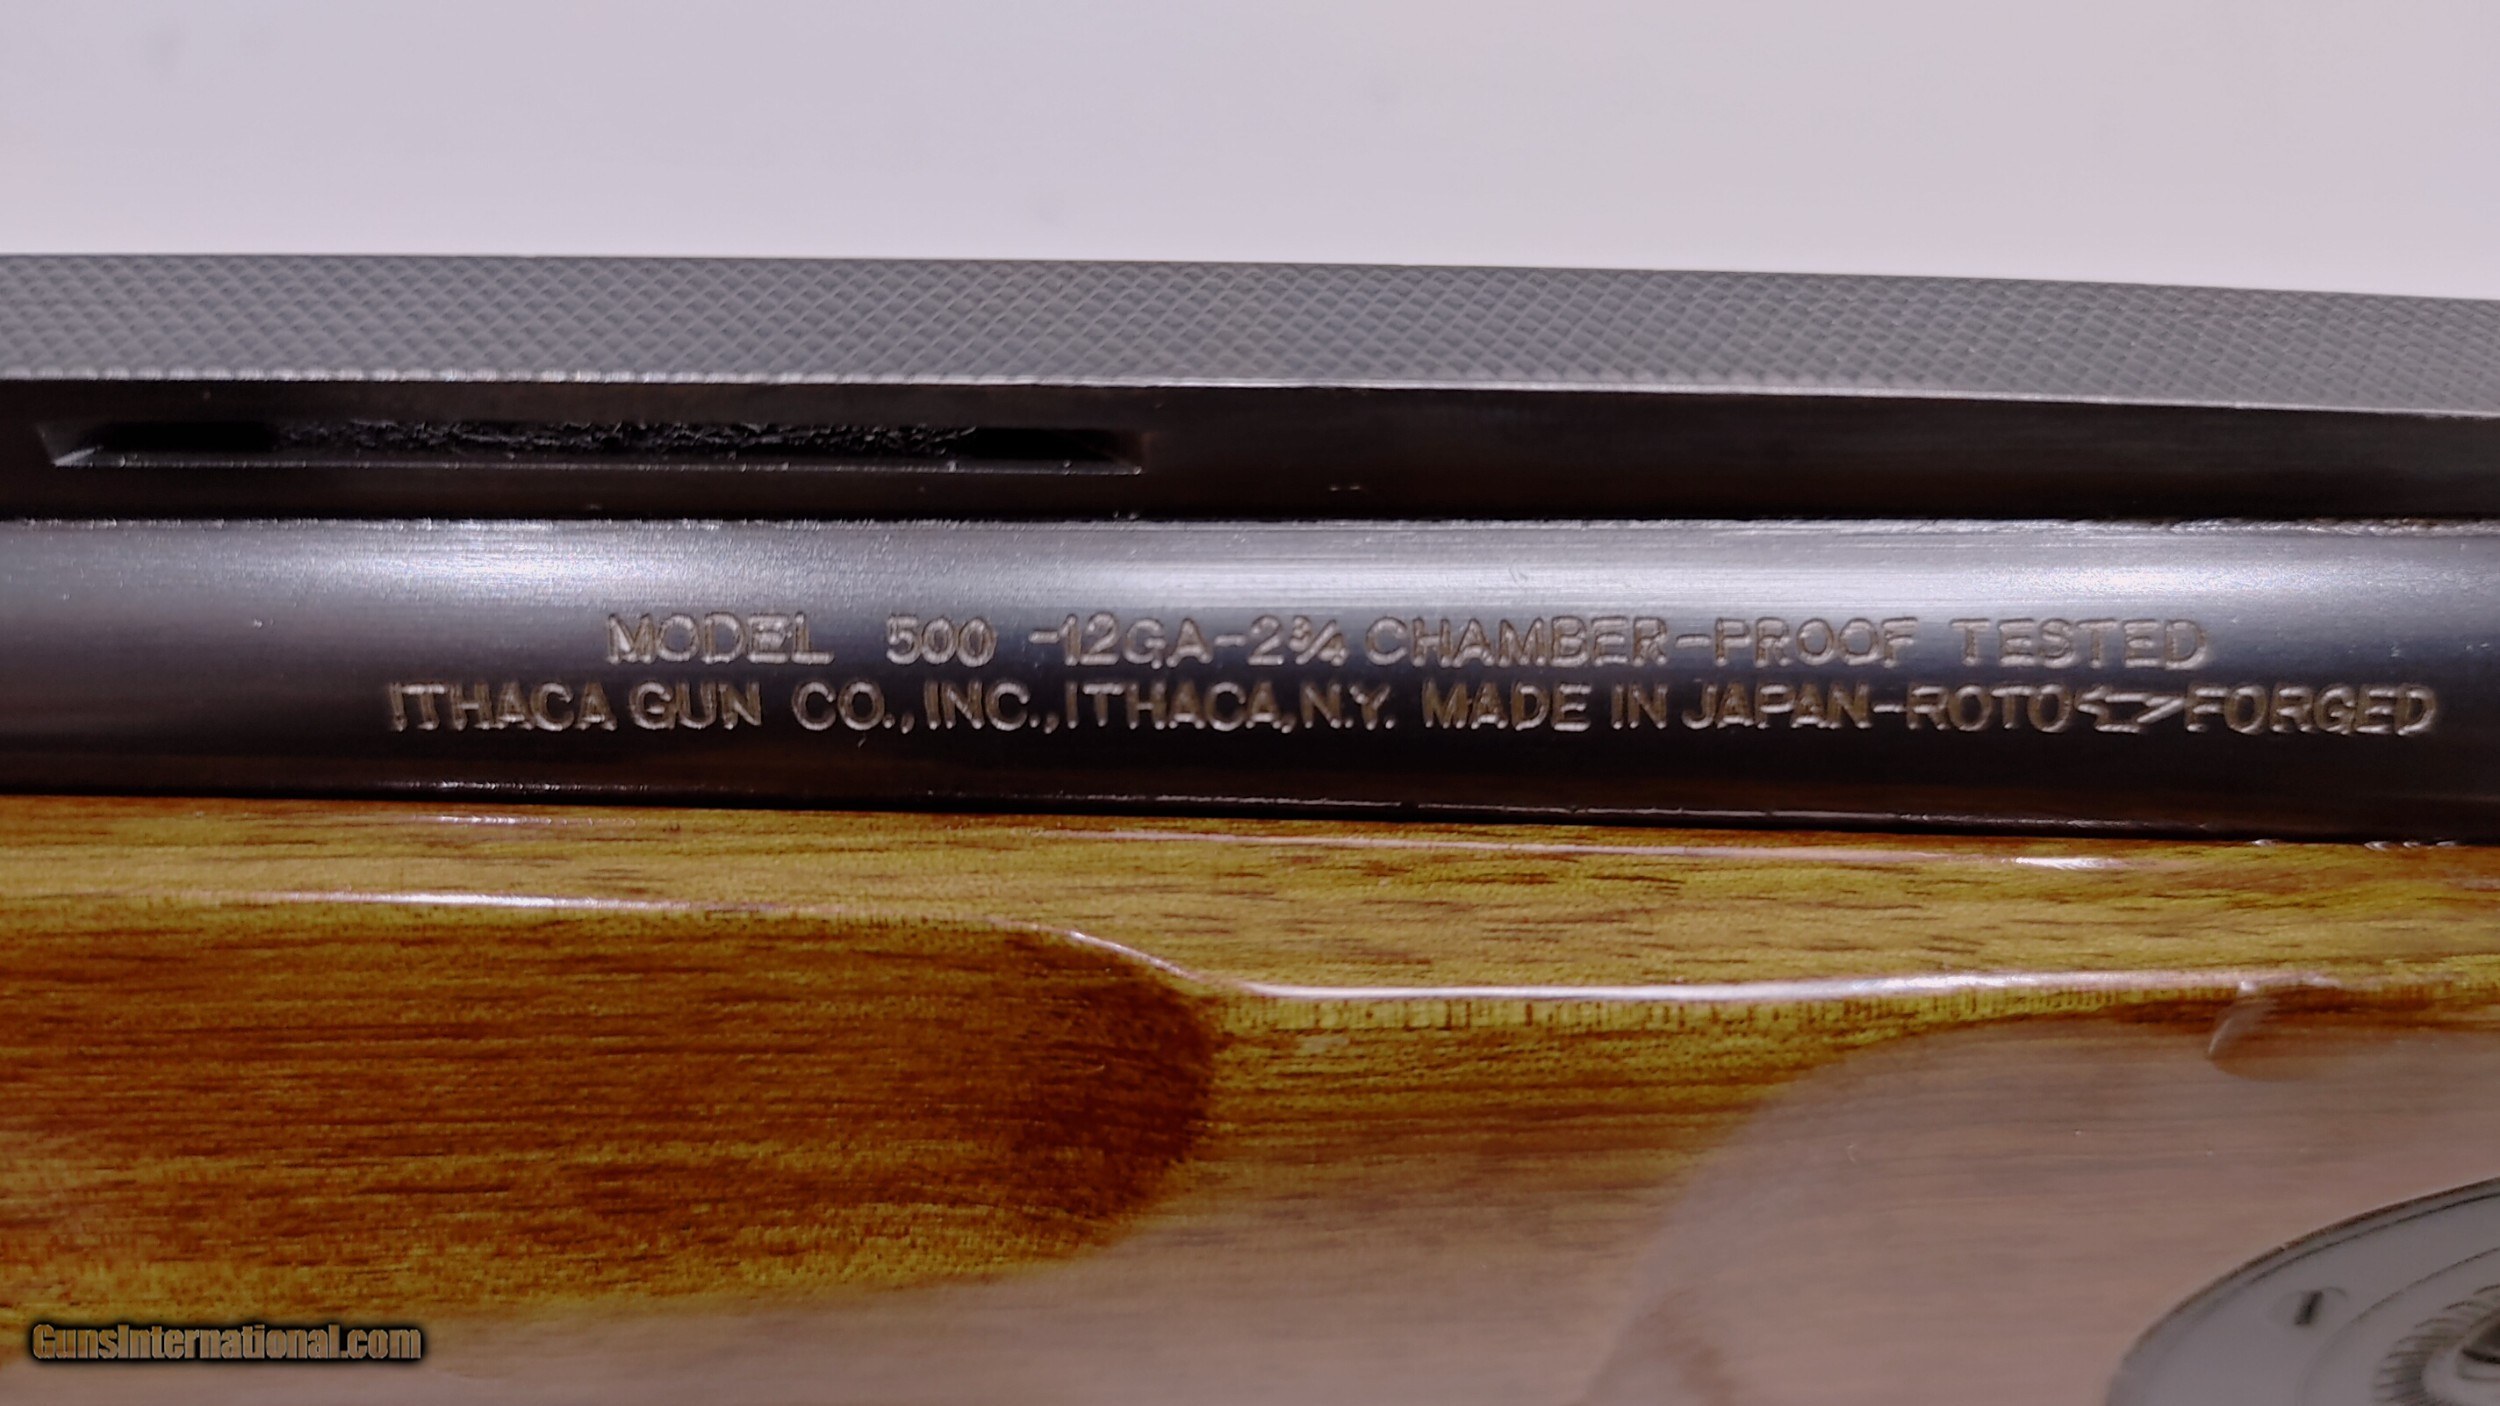 MODEL 500 -12GA-2¾ CHAMBER-PROOF TESTED
ITHACA GUN CO., INC., ITHACA, N.Y. MADE IN JAPAN-ROTO FORGED
GunsInternational.com